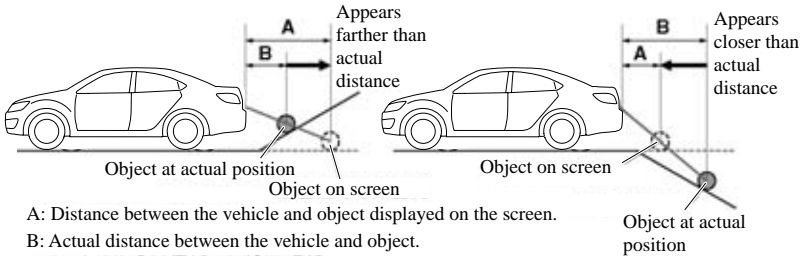 A
B
Appears
farther than
actual
distance
Object at actual position
Object on screen
B
A
Appears
closer than
actual
distance
Object on screen
Object at actual
position
A: Distance between the vehicle and object displayed on the screen.
B: Actual distance between the vehicle and object.